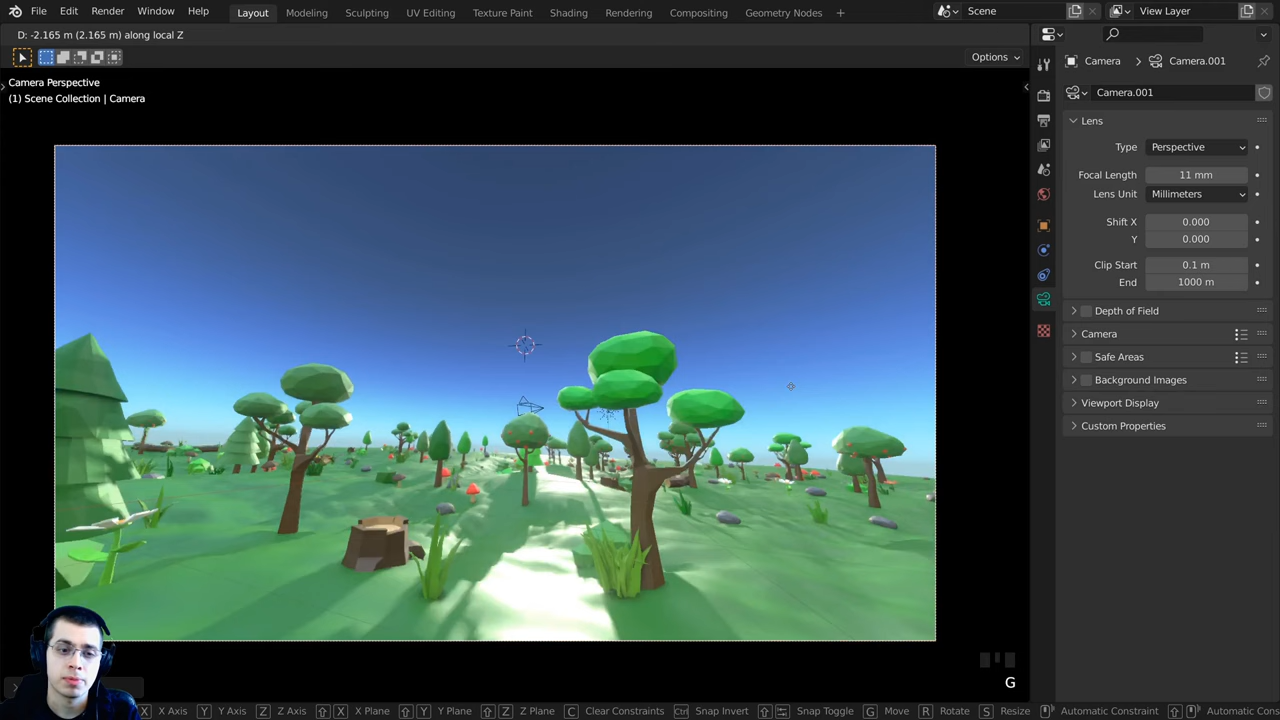 File Edit Render Window Help Layout Modeling Sculpting UV Editing Texture Paint Shading Rendering Compositing Geometry Nodes + Scene View Layer
D: -2.165 m (2.165 m) along local Z
Options
Camera Perspective
(1) Scene Collection | Camera
Camera > Camera.001
Camera.001
Lens
Type Perspective
Focal Length 11 mm
Lens Unit Millimeters
Shift X 0.000
Y 0.000
Clip Start 0.1 m
End 1000 m
Depth of Field
Camera
Safe Areas
Background Images
Viewport Display
Custom Properties
G
X X Axis Y Y Axis Z Z Axis X X Plane Y Y Plane Z Z Plane C Clear Constraints Ctrl Snap Invert Snap Toggle G Move R Rotate S Resize Automatic Constraint Automatic Const